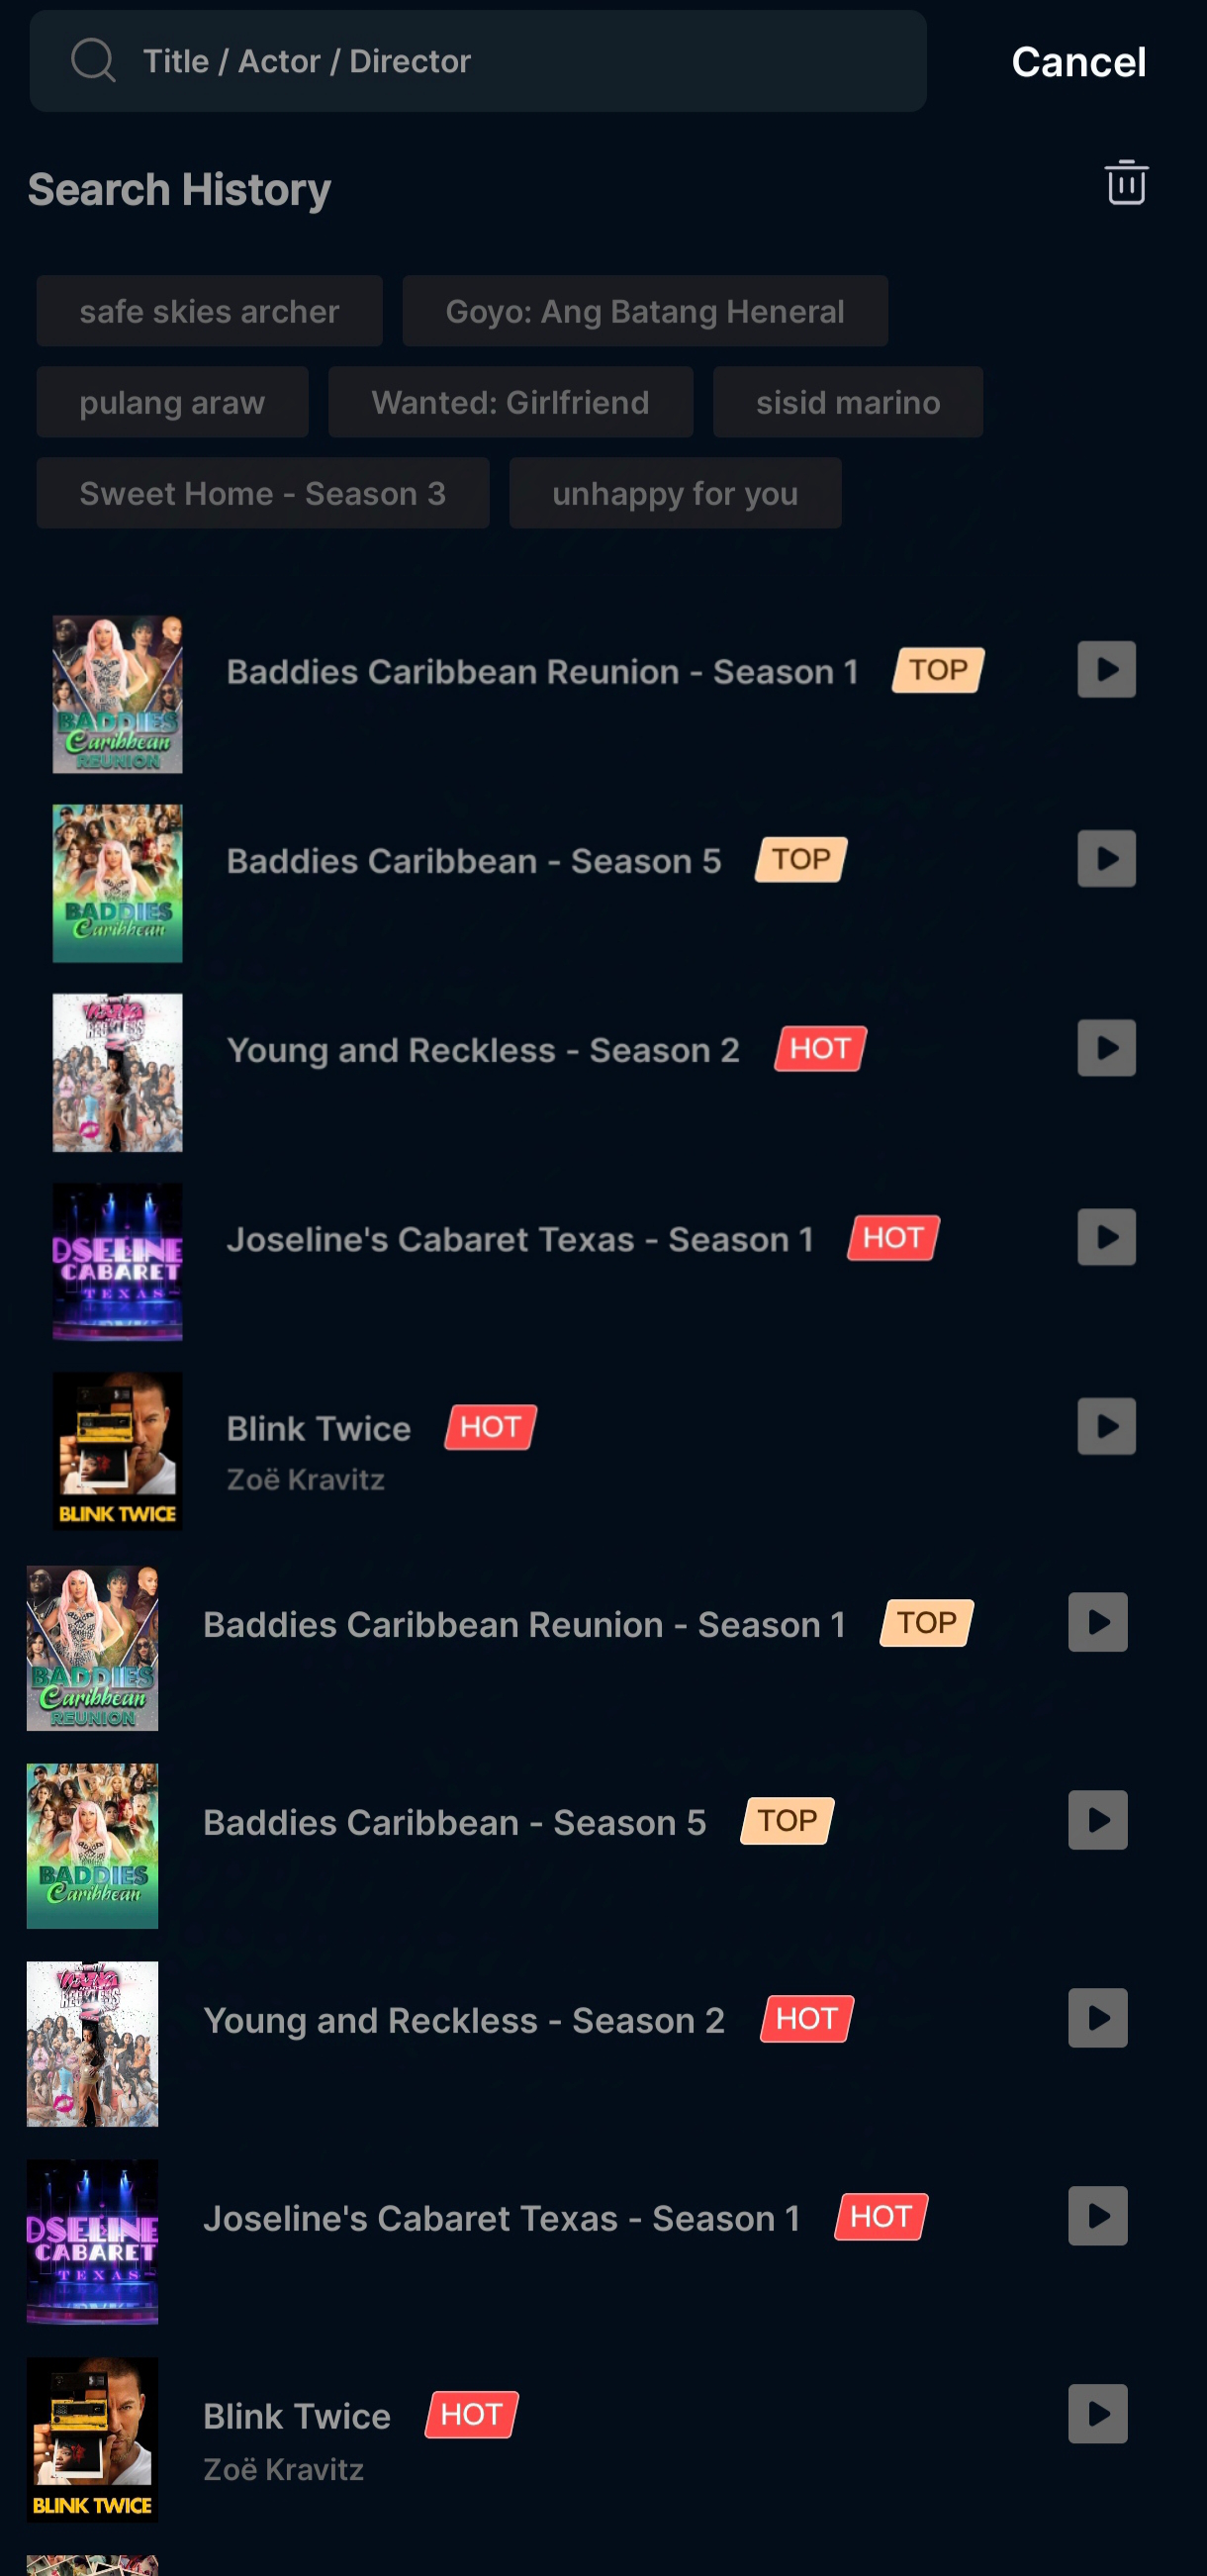 Title / Actor / Director
Cancel
Search History
safe skies archer
Goyo: Ang Batang Heneral
pulang araw
Wanted: Girlfriend
sisid marino
Sweet Home - Season 3
unhappy for you
BADDIES
Caribbean
REUNION
Baddies Caribbean Reunion - Season 1
TOP
BADDIES
Caribbean
Baddies Caribbean - Season 5
TOP
RECKLESS
Young and Reckless - Season 2
HOT
OSELINE
CABARET
TEXAS
Joseline's Cabaret Texas - Season 1
HOT
BLINK TWICE
Blink Twice
HOT
Zoë Kravitz
BADDIES
Caribbean
REUNION
Baddies Caribbean Reunion - Season 1
TOP
BADDIES
Caribbean
Baddies Caribbean - Season 5
TOP
RECKLESS
Young and Reckless - Season 2
HOT
OSELINE
CABARET
TEXAS
Joseline's Cabaret Texas - Season 1
HOT
BLINK TWICE
Blink Twice
HOT
Zoë Kravitz